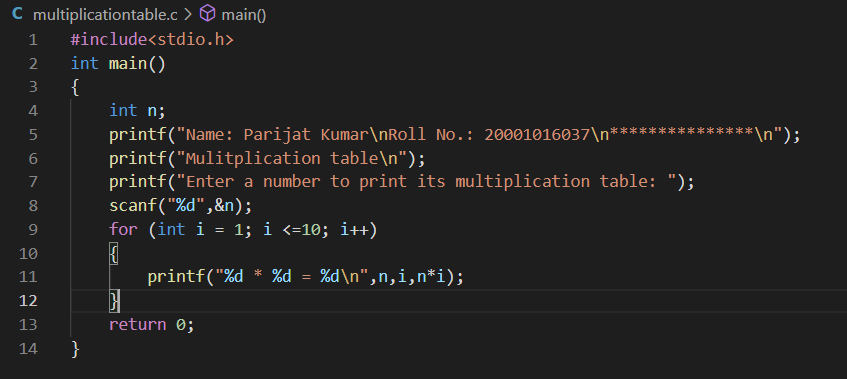 C multiplicationtable.c > main()
1 #include<stdio.h>
2 int main()
3 {
4     int n;
5     printf("Name: Parijat Kumar\nRoll No.: 20001016037\n***************\n");
6     printf("Mulitplication table\n");
7     printf("Enter a number to print its multiplication table: ");
8     scanf("%d",&n);
9     for (int i = 1; i <=10; i++)
10     {
11         printf("%d * %d = %d\n",n,i,n*i);
12     }
13     return 0;
14 }